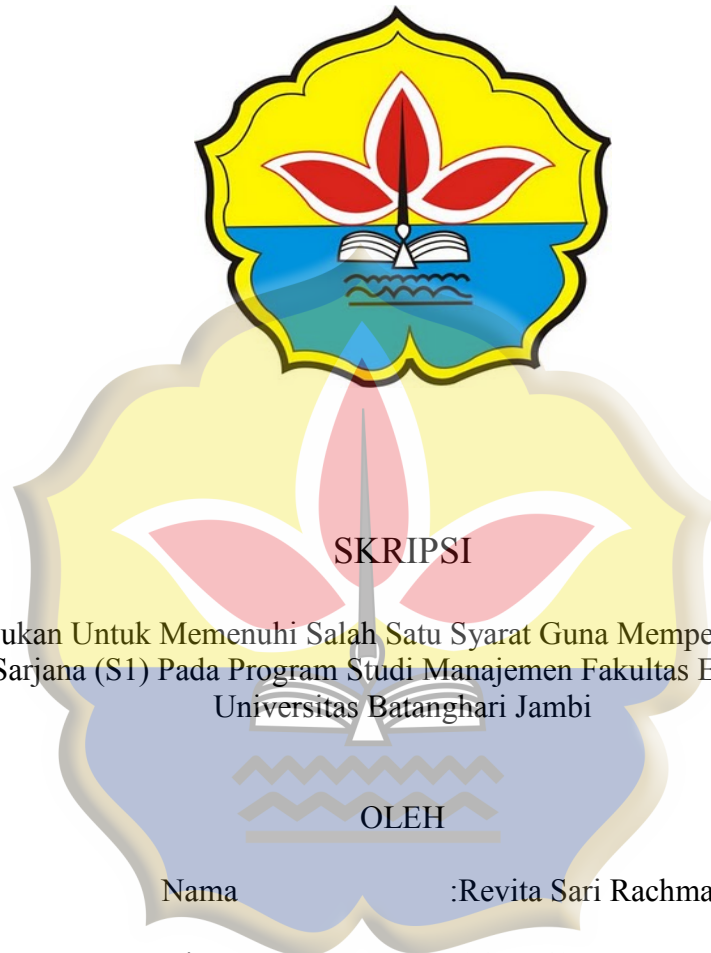 SKRIPSI
ukan Untuk Memenuhi Salah Satu Syarat Guna Mempe
Sarjana (S1) Pada Program Studi Manajemen Fakultas E
Universitas Batanghari Jambi
OLEH
Nama :Revita Sari Rachma